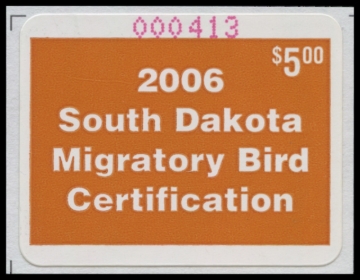 000413
$5.00
2006
South Dakota
Migratory Bird
Certification